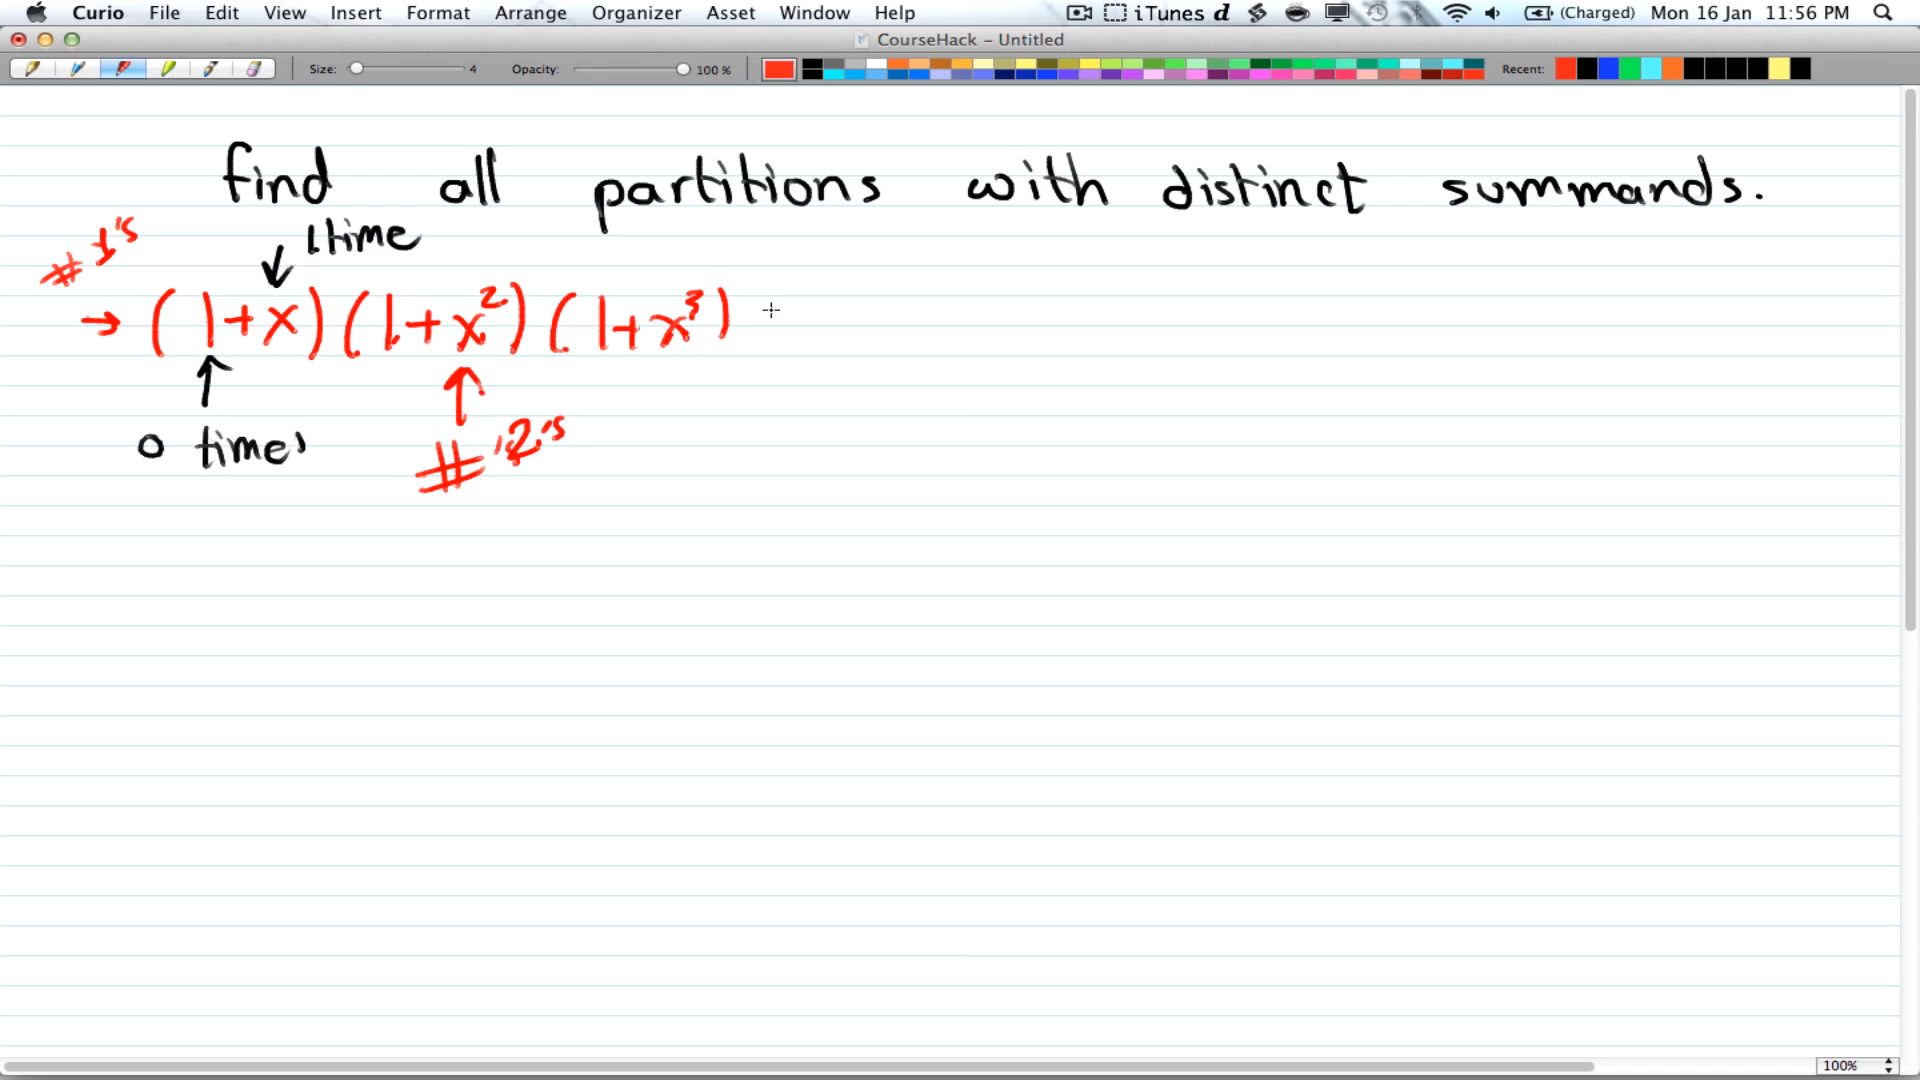 Curio File Edit View Insert Format Arrange Organizer Asset Window Help iTunes d (Charged) Mon 16 Jan 11:56 PM
CourseHack – Untitled
Size: 4 Opacity: 100 % Recent:
find all partitions with distinct summands.
# 1's
1 time
→ (1+x)(1+x²)(1+x³)
0 times
# 2's
100%